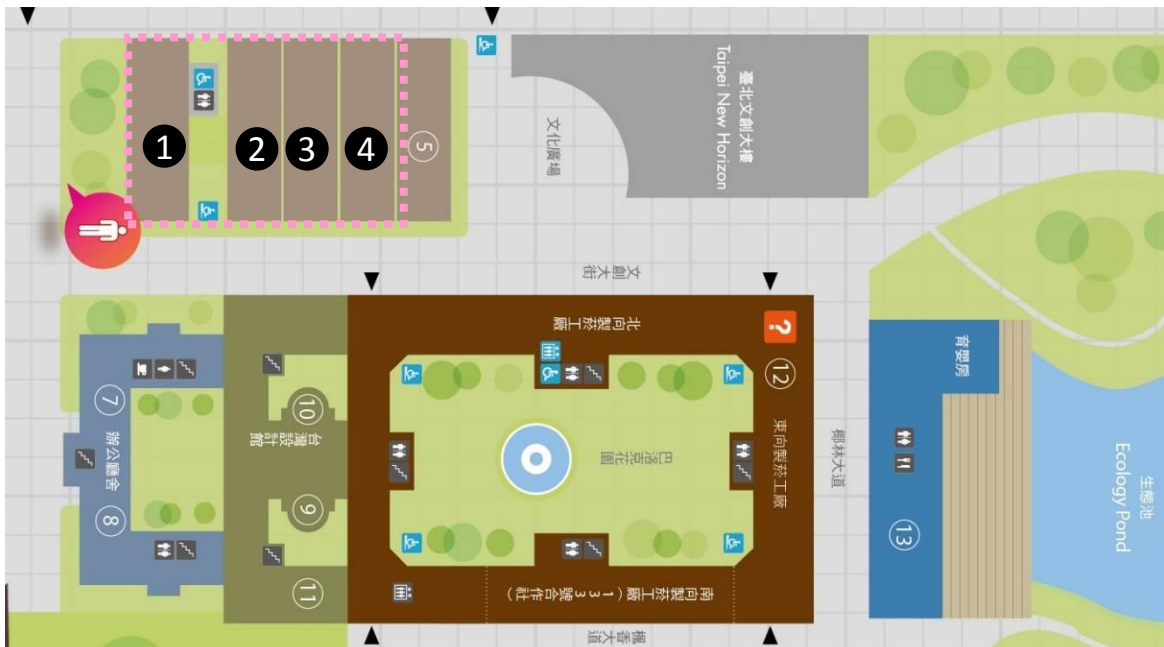 1
2
3
4
5
臺北文創大樓
Taipei New Horizon
文化廣場
文創大街
北向製菸工廠
?
12
東向製菸工廠
椰林大道
育嬰房
13
生態池
Ecology Pond
7
辦公廳舍
8
10
台灣設計館
9
11
巴洛克花園
南向製菸工廠(133號合作社)
楓香大道